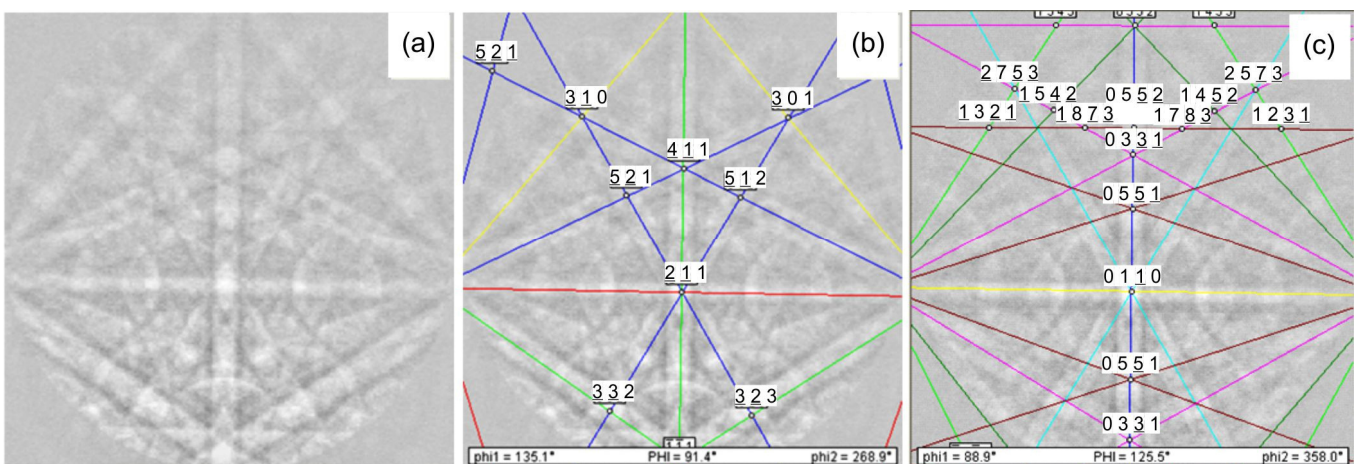 (a)
(b)
5 2 1
3 1 0
3 0 1
4 1 1
5 2 1
5 1 2
2 1 1
3 3 2
3 2 3
1 1 1
phi1 = 135.1° PHI = 91.4° phi2 = 268.9°
(c)
2 7 5 3
2 5 7 3
1 5 4 2
0 5 5 2
1 4 5 2
1 3 2 1
1 8 7 3
1 7 8 3
1 2 3 1
0 3 3 1
0 5 5 1
0 1 1 0
0 5 5 1
0 3 3 1
phi1 = 88.9° PHI = 125.5° phi2 = 358.0°